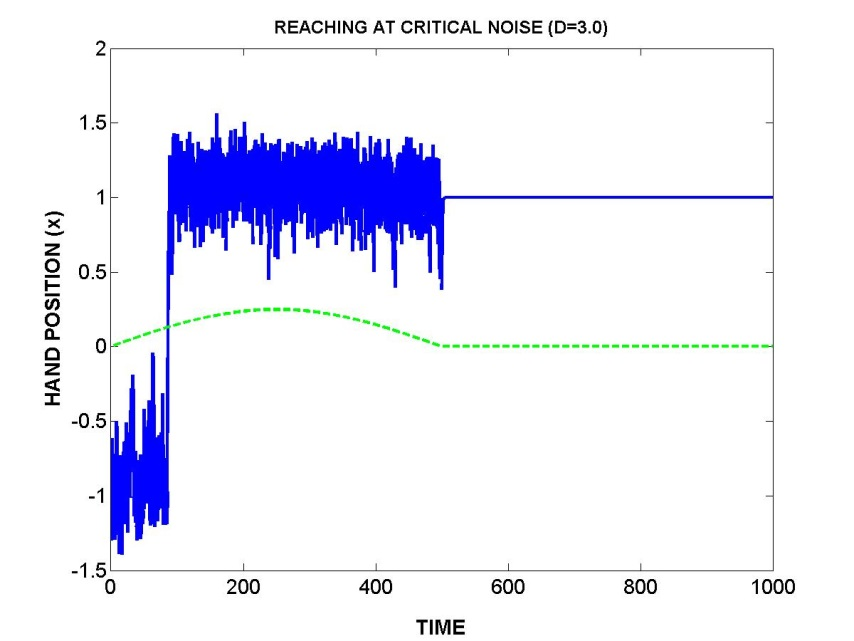 REACHING AT CRITICAL NOISE (D=3.0)
HAND POSITION (x)
2
1.5
1
0.5
0
-0.5
-1
-1.5
0 200 400 600 800 1000
TIME